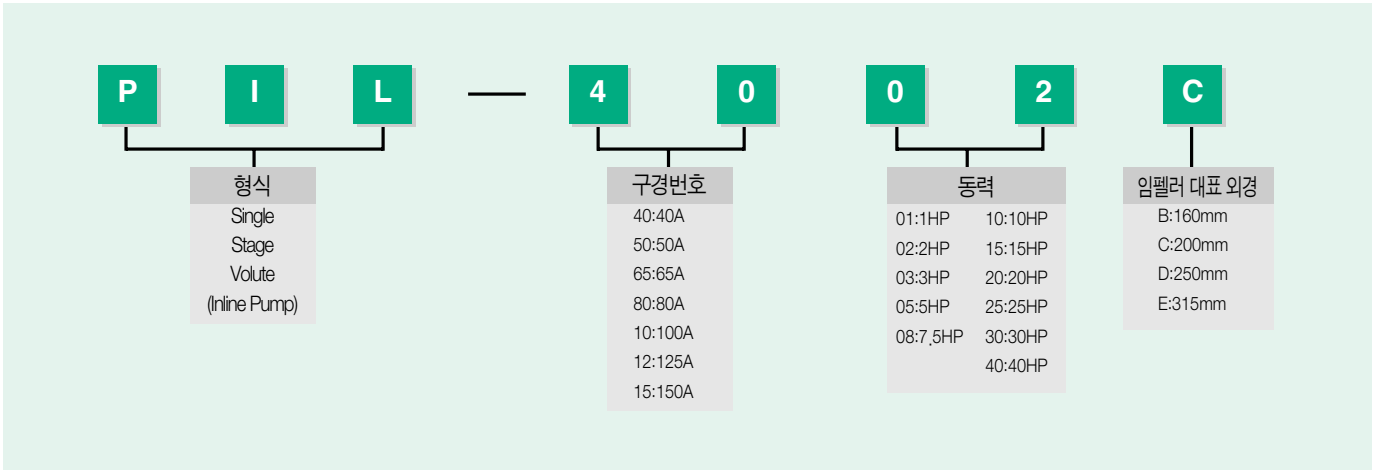 P I L — 4 0 0 2 C
형식
Single
Stage
Volute
(Inline Pump)
구경번호
40:40A
50:50A
65:65A
80:80A
10:100A
12:125A
15:150A
동력
01:1HP 10:10HP
02:2HP 15:15HP
03:3HP 20:20HP
05:5HP 25:25HP
08:7.5HP 30:30HP
40:40HP
임펠러 대표 외경
B:160mm
C:200mm
D:250mm
E:315mm